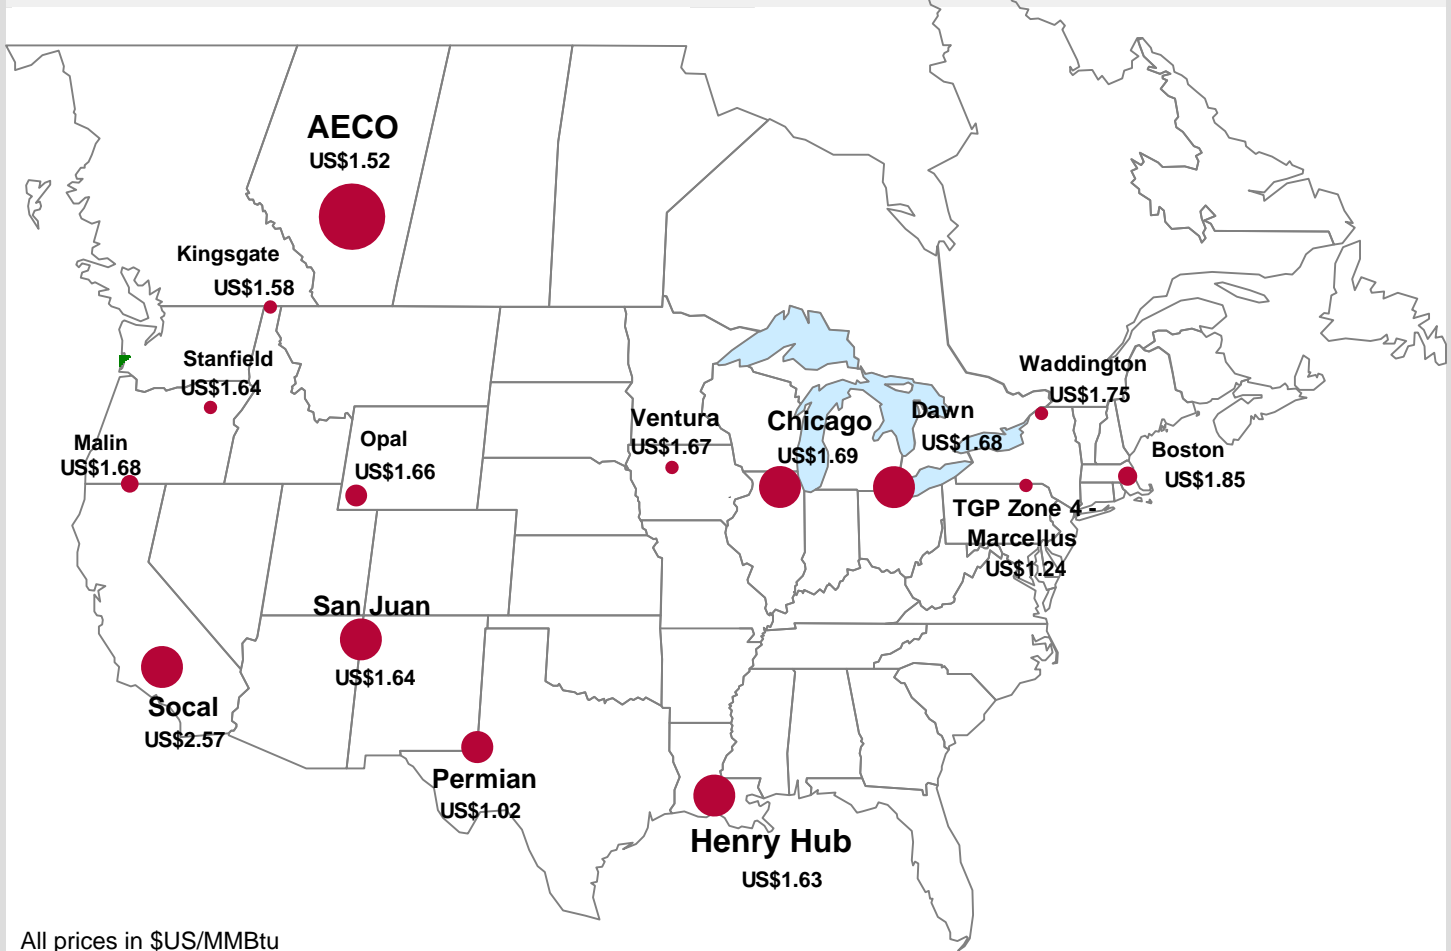 AECO
US$1.52
Kingsgate
US$1.58
Stanfield
US$1.64
Waddington
US$1.75
Ventura
US$1.67
Chicago
US$1.69
Dawn
US$1.68
Malin
US$1.68
Opal
US$1.66
Boston
US$1.85
TGP Zone 4 -
Marcellus
US$1.24
San Juan
US$1.64
Socal
US$2.57
Permian
US$1.02
Henry Hub
US$1.63
All prices in $US/MMBtu